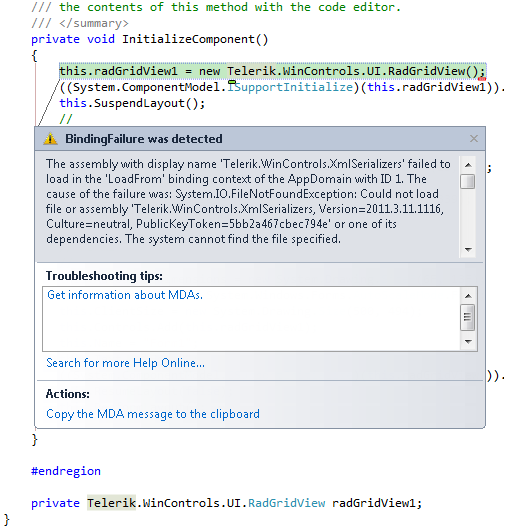 /// the contents of this method with the code editor.
/// </summary>
private void InitializeComponent()
{
this.radGridView1 = new Telerik.WinControls.UI.RadGridView();
((System.ComponentModel.ISupportInitialize)(this.radGridView1)).
this.SuspendLayout();
//
BindingFailure was detected
The assembly with display name 'Telerik.WinControls.XmlSerializers' failed to
load in the 'LoadFrom' binding context of the AppDomain with ID 1. The
cause of the failure was: System.IO.FileNotFoundException: Could not load
file or assembly 'Telerik.WinControls.XmlSerializers, Version=2011.3.11.1116,
Culture=neutral, PublicKeyToken=5bb2a467cbec794e' or one of its
dependencies. The system cannot find the file specified.
;
Troubleshooting tips:
Get information about MDAs.
Search for more Help Online...
)).
Actions:
Copy the MDA message to the clipboard
}
#endregion
private Telerik.WinControls.UI.RadGridView radGridView1;
}